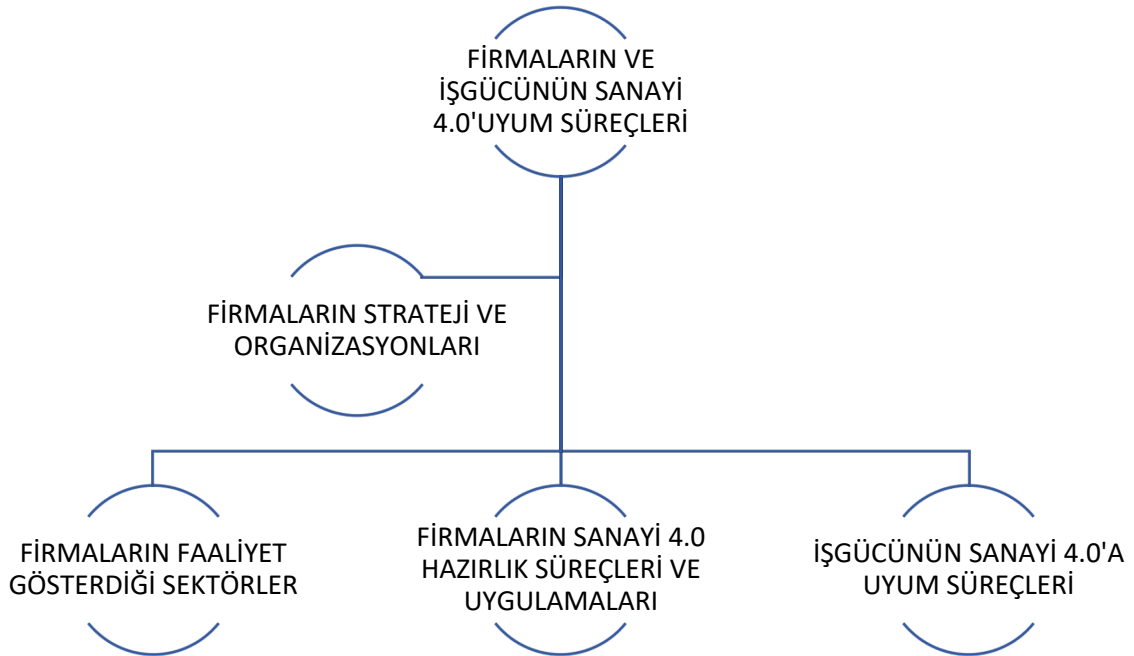 FİRMALARIN VE
İŞGÜCÜNÜN SANAYİ
4.0'UYUM SÜREÇLERİ
FİRMALARIN STRATEJİ VE
ORGANİZASYONLARI
FİRMALARIN FAALİYET
GÖSTERDİĞİ SEKTÖRLER
FİRMALARIN SANAYİ 4.0
HAZIRLIK SÜREÇLERİ VE
UYGULAMALARI
İŞGÜCÜNÜN SANAYİ 4.0'A
UYUM SÜREÇLERİ